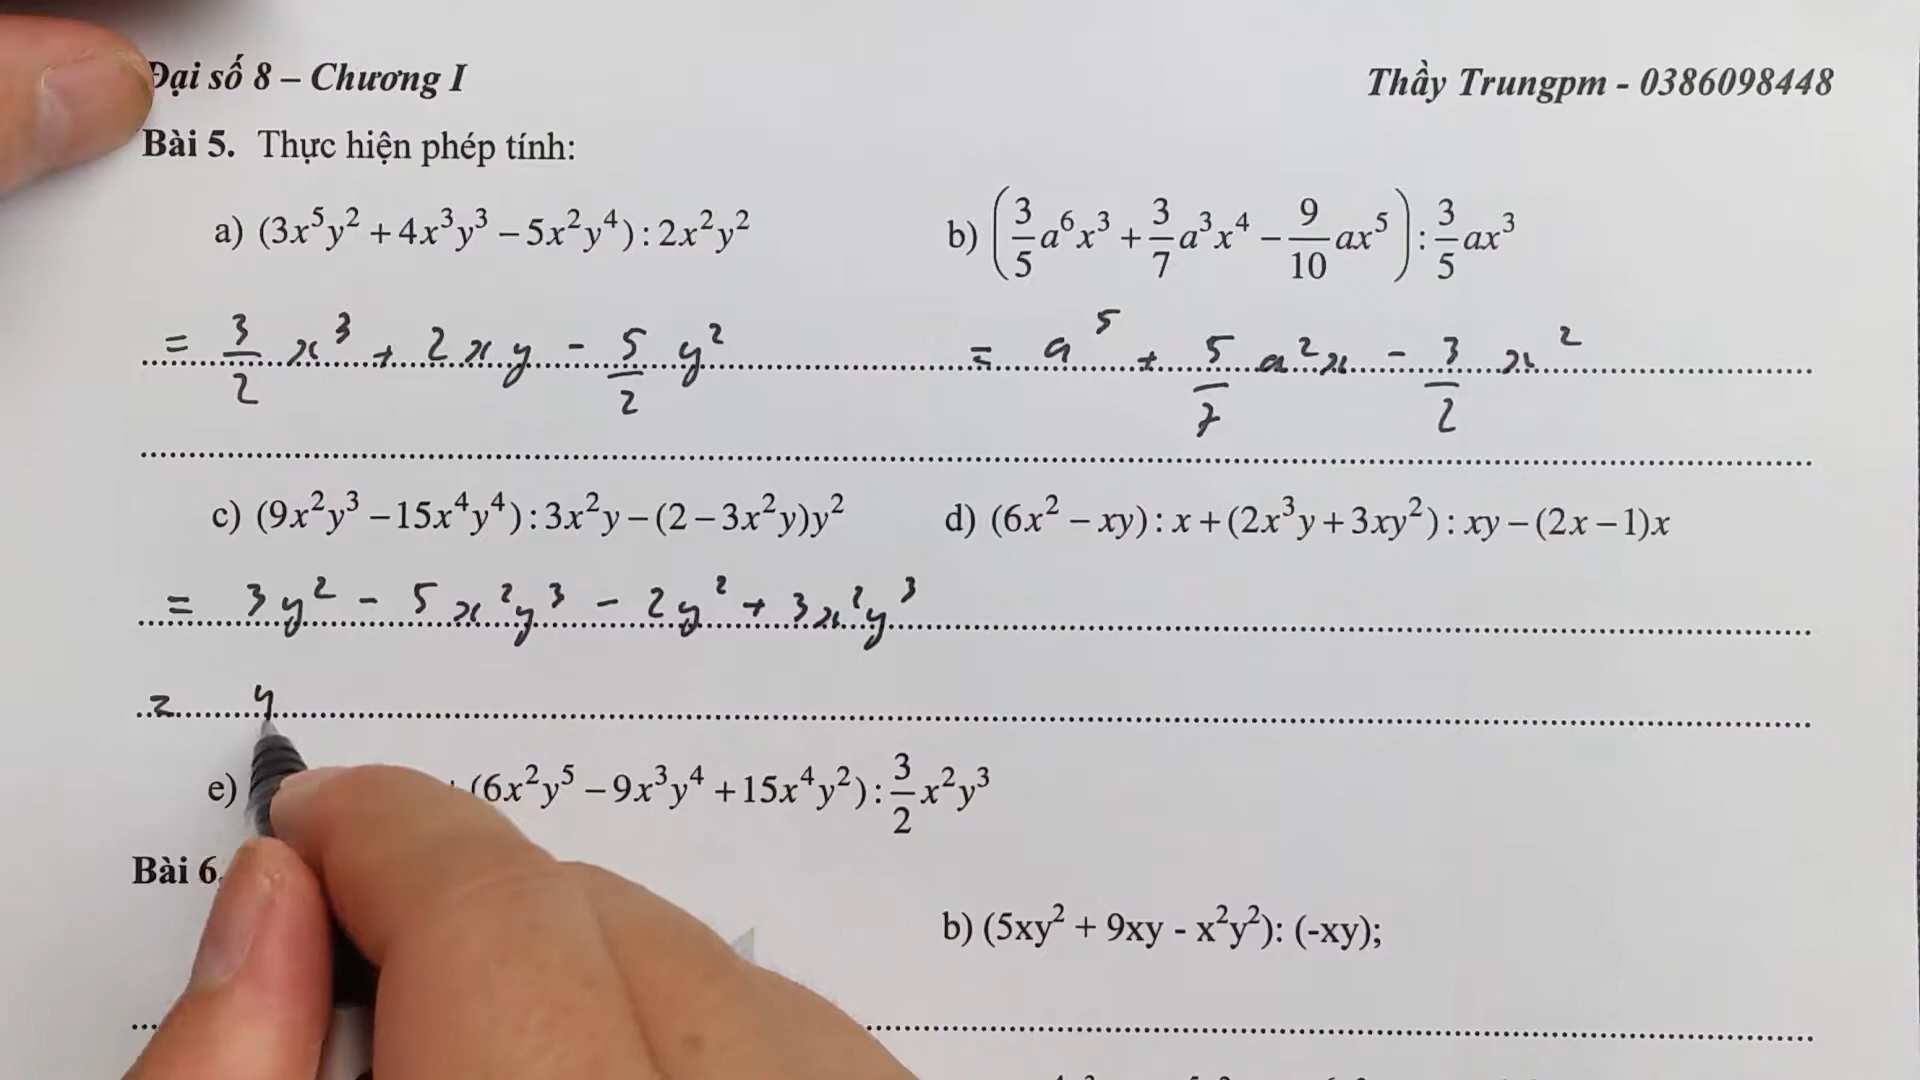 Đại số 8 – Chương I
Thầy Trungpm - 0386098448
Bài 5. Thực hiện phép tính:
a) (3x⁵y² + 4x³y³ – 5x²y⁴) : 2x²y²
b) (3/5 a⁶x³ + 3/7 a³x⁴ – 9/10 ax⁵) : 3/5 ax³
= 3/2 x³ + 2xy - 5/2 y²
= a⁵ + 5/7 a²x - 3/2 x²
c) (9x²y³ – 15x⁴y⁴) : 3x²y – (2 – 3x²y)y²
d) (6x² – xy) : x + (2x³y + 3xy²) : xy – (2x – 1)x
= 3y² - 5x²y³ - 2y² + 3x²y³
= y
e) (6x²y⁵ – 9x³y⁴ + 15x⁴y²) : 3/2 x²y³
Bài 6.
b) (5xy² + 9xy - x²y²): (-xy);